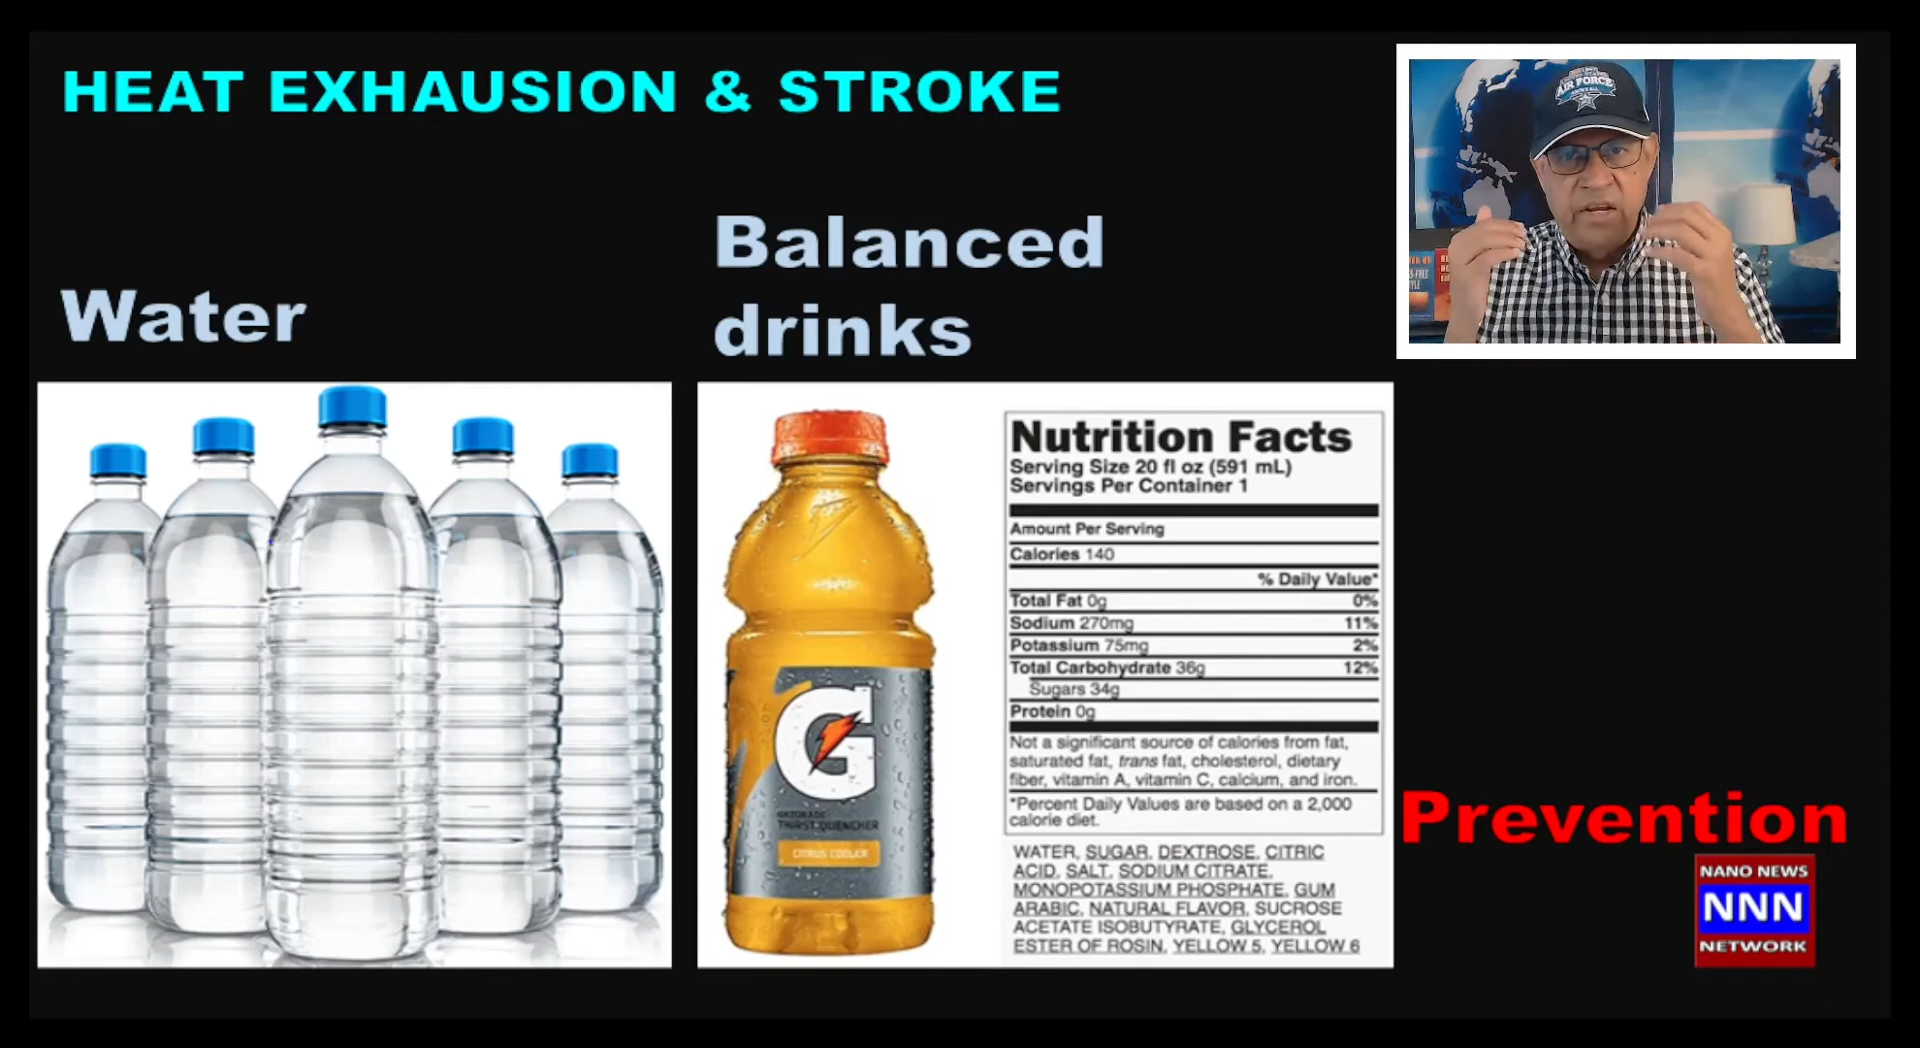 HEAT EXHAUSION & STROKE
AIR FORCE
Water
Balanced
drinks
G
GATORADE
THIRST QUENCHER
CITRUS COOLER
Nutrition Facts
Serving Size 20 fl oz (591 mL)
Servings Per Container 1
Amount Per Serving
Calories 140
% Daily Value*
Total Fat 0g 0%
Sodium 270mg 11%
Potassium 75mg 2%
Total Carbohydrate 36g 12%
Sugars 34g
Protein 0g
Not a significant source of calories from fat,
saturated fat, trans fat, cholesterol, dietary
fiber, vitamin A, vitamin C, calcium, and iron.
*Percent Daily Values are based on a 2,000
calorie diet.
WATER, SUGAR, DEXTROSE, CITRIC
ACID, SALT, SODIUM CITRATE,
MONOPOTASSIUM PHOSPHATE, GUM
ARABIC, NATURAL FLAVOR, SUCROSE
ACETATE ISOBUTYRATE, GLYCEROL
ESTER OF ROSIN, YELLOW 5, YELLOW 6
Prevention
NANO NEWS
NNN
NETWORK